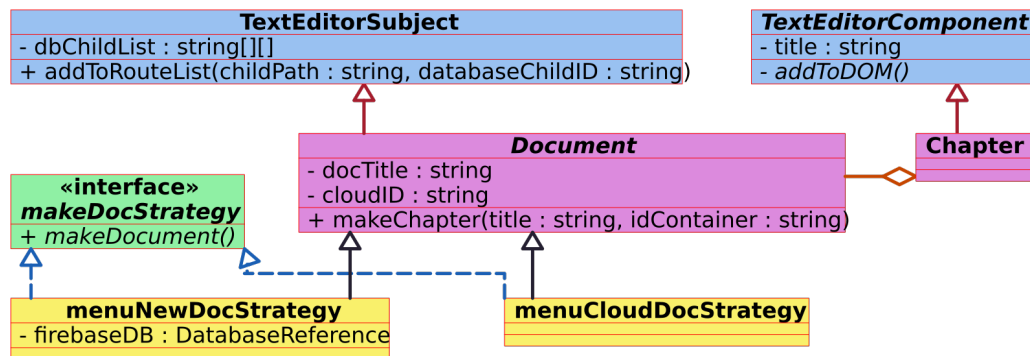 TextEditorSubject
- dbChildList : string[][]
+ addToRouteList(childPath : string, databaseChildID : string)
TextEditorComponent
- title : string
- addToDOM()
Document
- docTitle : string
- cloudID : string
+ makeChapter(title : string, idContainer : string)
Chapter
«interface»
makeDocStrategy
+ makeDocument()
menuNewDocStrategy
- firebaseDB : DatabaseReference
menuCloudDocStrategy